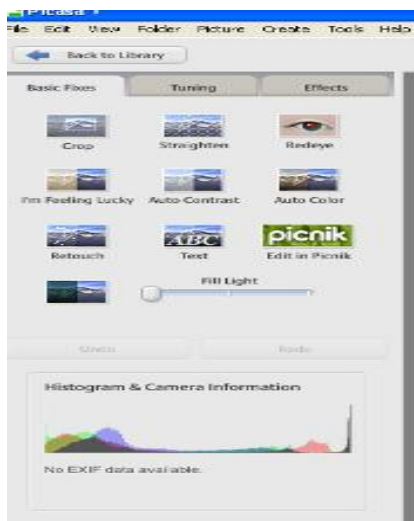 Picasa
File Edit View Folder Picture Create Tools Help
Back to Library
Basic Fixes Tuning Effects
Crop Straighten Redeye
I'm Feeling Lucky Auto Contrast Auto Color
ABC picnik
Retouch Text Edit in Picnik
Fill Light
Undo Redo
Histogram & Camera Information
No EXIF data available.